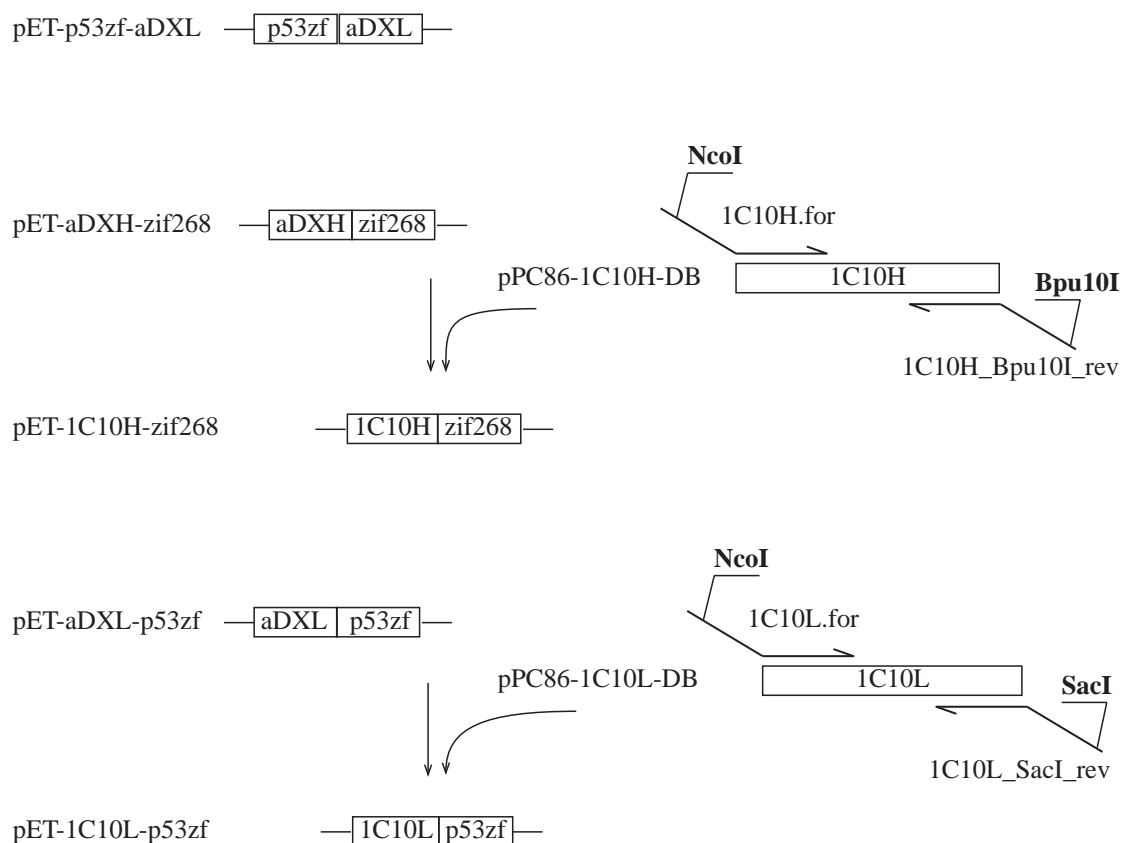 pET-p53zf-aDXL p53zf aDXL
NcoI
1C10H.for
pET-aDXH-zif268 aDXH zif268
pPC86-1C10H-DB 1C10H Bpu10I
1C10H_Bpu10I_rev
pET-1C10H-zif268 1C10H zif268
NcoI
1C10L.for
pET-aDXL-p53zf aDXL p53zf
pPC86-1C10L-DB 1C10L SacI
1C10L_SacI_rev
pET-1C10L-p53zf 1C10L p53zf